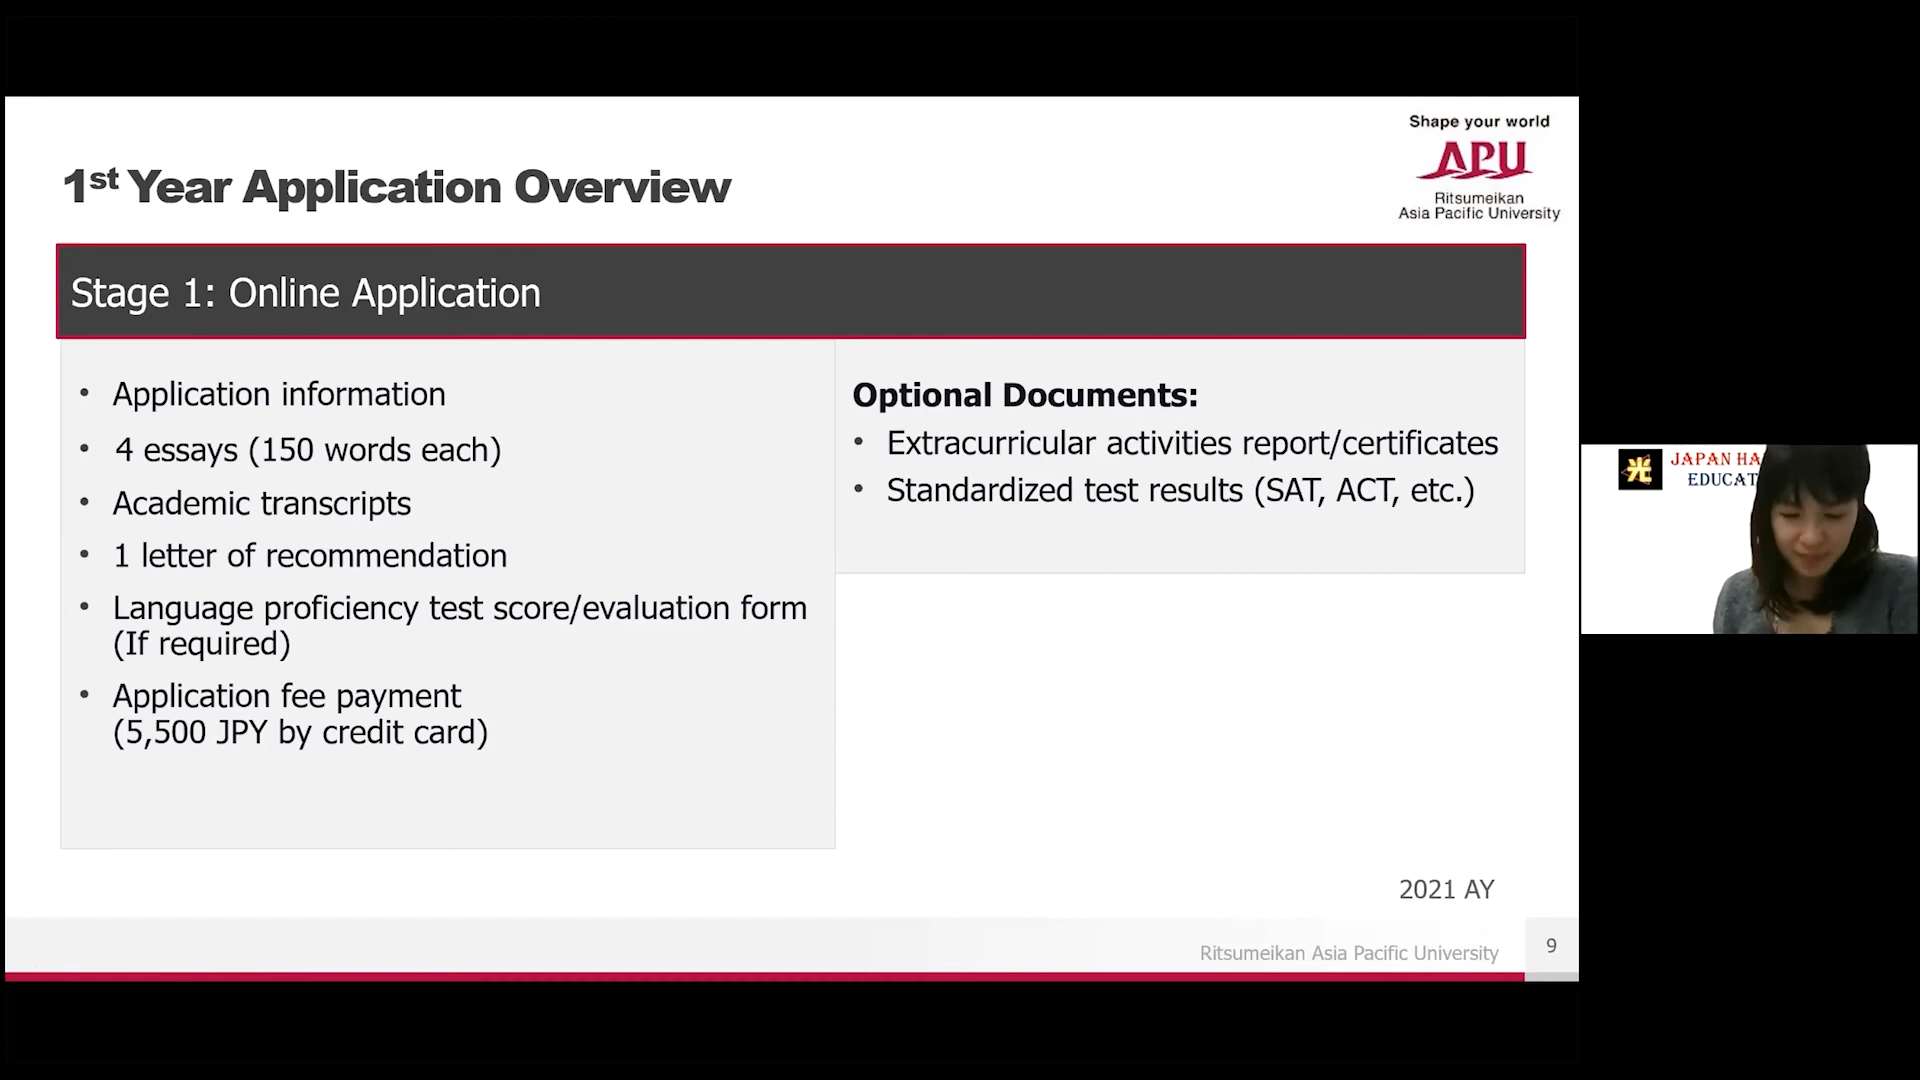 Shape your world
APU
Ritsumeikan
Asia Pacific University
1st Year Application Overview
Stage 1: Online Application
• Application information
• 4 essays (150 words each)
• Academic transcripts
• 1 letter of recommendation
• Language proficiency test score/evaluation form
(If required)
• Application fee payment
(5,500 JPY by credit card)
Optional Documents:
• Extracurricular activities report/certificates
• Standardized test results (SAT, ACT, etc.)
2021 AY
Ritsumeikan Asia Pacific University
9
光
JAPAN HA
EDUCAT